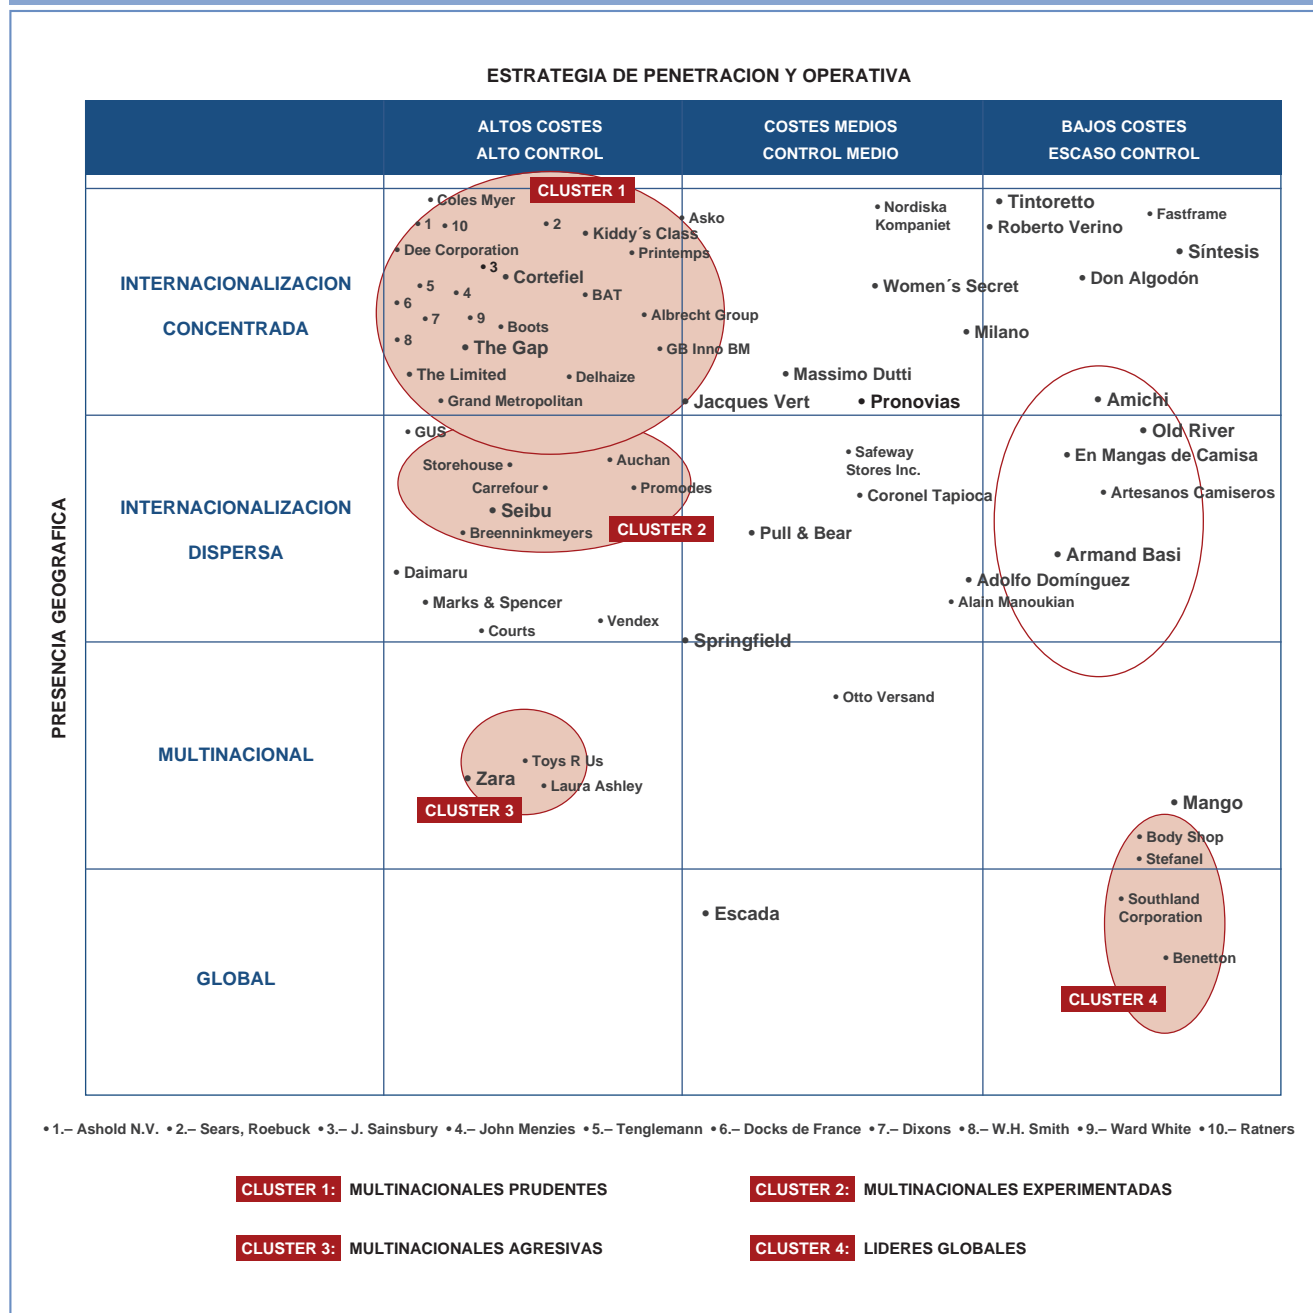 ESTRATEGIA DE PENETRACION Y OPERATIVA
ALTOS COSTES
ALTO CONTROL
COSTES MEDIOS
CONTROL MEDIO
BAJOS COSTES
ESCASO CONTROL
PRESENCIA GEOGRAFICA
INTERNACIONALIZACION
CONCENTRADA
CLUSTER 1
• Coles Myer
• 1
• 10
• 2
• Kiddy´s Class
• Dee Corporation
• Printemps
• 3
• Cortefiel
• 5
• 4
• BAT
• 6
• 7
• 9
• Boots
• Albrecht Group
• 8
• The Gap
• GB Inno BM
• The Limited
• Delhaize
• Grand Metropolitan
• Asko
• Nordiska
Kompaniet
• Women´s Secret
• Milano
• Massimo Dutti
• Jacques Vert
• Pronovias
• Tintoretto
• Fastframe
• Roberto Verino
• Síntesis
• Don Algodón
• Amichi
INTERNACIONALIZACION
DISPERSA
• GUS
Storehouse •
• Auchan
Carrefour •
• Promodes
• Seibu
• Breenninkmeyers
CLUSTER 2
• Daimaru
• Marks & Spencer
• Vendex
• Courts
• Safeway
Stores Inc.
• Coronel Tapioca
• Pull & Bear
• Springfield
• Old River
• En Mangas de Camisa
• Artesanos Camiseros
• Armand Basi
• Adolfo Domínguez
• Alain Manoukian
MULTINACIONAL
• Toys R Us
• Zara
• Laura Ashley
CLUSTER 3
• Otto Versand
• Mango
• Body Shop
• Stefanel
GLOBAL
• Escada
• Southland
Corporation
• Benetton
CLUSTER 4
• 1.– Ashold N.V. • 2.– Sears, Roebuck • 3.– J. Sainsbury • 4.– John Menzies • 5.– Tenglemann • 6.– Docks de France • 7.– Dixons • 8.– W.H. Smith • 9.– Ward White • 10.– Ratners
CLUSTER 1: MULTINACIONALES PRUDENTES
CLUSTER 2: MULTINACIONALES EXPERIMENTADAS
CLUSTER 3: MULTINACIONALES AGRESIVAS
CLUSTER 4: LIDERES GLOBALES